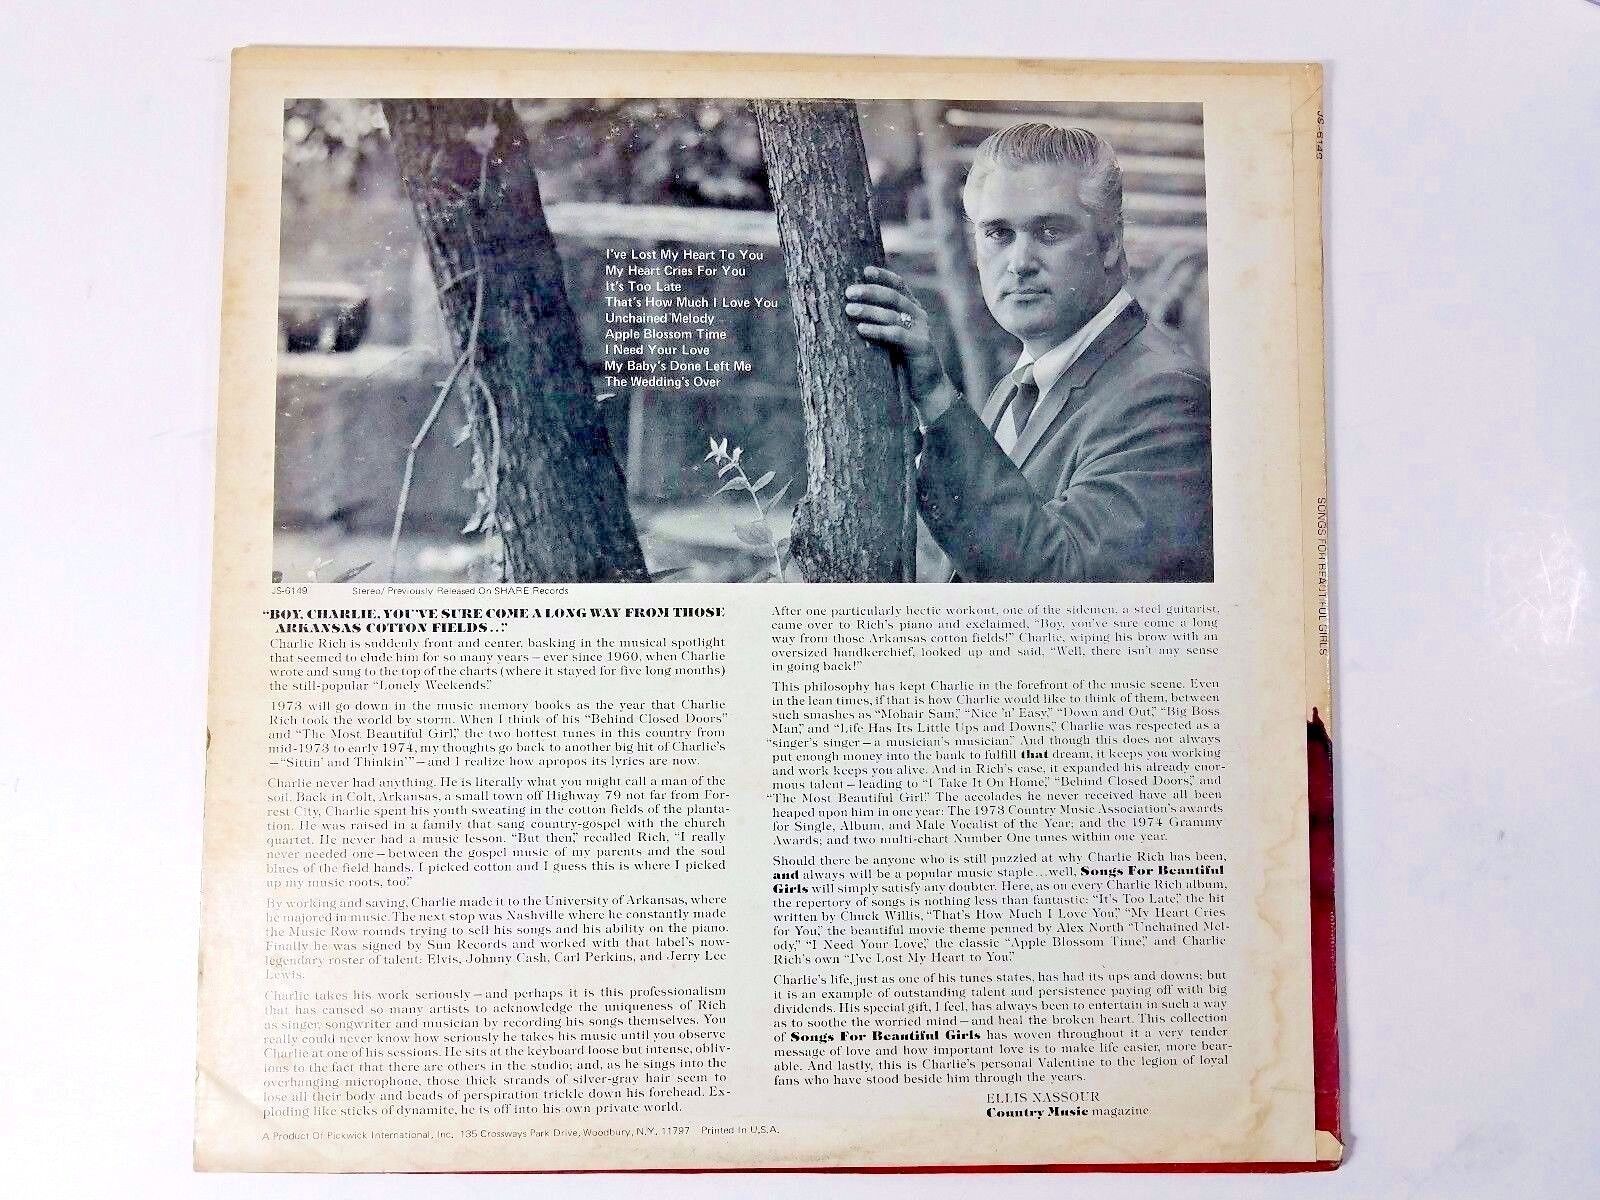 I've Lost My Heart To You
My Heart Cries For You
It's Too Late
That's How Much I Love You
Unchained Melody
Apple Blossom Time
I Need Your Love
My Baby's Done Left Me
The Wedding's Over
JS-6149 Stereo/Previously Released On SHARE Records
"BOY, CHARLIE, YOU'VE SURE COME A LONG WAY FROM THOSE
ARKANSAS COTTON FIELDS..."
Charlie Rich is suddenly front and center, basking in the musical spotlight
that seemed to elude him for so many years—ever since 1960, when Charlie
wrote and sung to the top of the charts (where it stayed for five long months)
the still-popular "Lonely Weekends."
1973 will go down in the music memory books as the year that Charlie
Rich took the world by storm. When I think of his "Behind Closed Doors"
and "The Most Beautiful Girl," the two hottest tunes in this country from
mid-1973 to early 1974, my thoughts go back to another big hit of Charlie's
—"Sittin' and Thinkin'"—and I realize how apropos its lyrics are now.
Charlie never had anything. He is literally what you might call a man of the
soil. Back in Colt, Arkansas, a small town off Highway 79 not far from For-
rest City, Charlie spent his youth sweating in the cotton fields of the planta-
tion. He was raised in a family that sang country-gospel with the church
quartet. He never had a music lesson. "But then," recalled Rich, "I really
never needed one—between the gospel music of my parents and the soul
blues of the field hands. I picked cotton and I guess this is where I picked
up my music roots, too."
By working and saving, Charlie made it to the University of Arkansas, where
he majored in music. The next stop was Nashville where he constantly made
the Music Row rounds trying to sell his songs and his ability on the piano.
Finally he was signed by Sun Records and worked with that label's now-
legendary roster of talent: Elvis, Johnny Cash, Carl Perkins, and Jerry Lee
Lewis.
Charlie takes his work seriously—and perhaps it is this professionalism
that has caused so many artists to acknowledge the uniqueness of Rich
as singer, songwriter and musician by recording his songs themselves. You
really could never know how seriously he takes his music until you observe
Charlie at one of his sessions. He sits at the keyboard loose but intense, obliv-
ious to the fact that there are others in the studio; and, as he sings into the
overhanging microphone, those thick strands of silver-gray hair seem to
lose all their body and beads of perspiration trickle down his forehead. Ex-
ploding like sticks of dynamite, he is off into his own private world.
After one particularly hectic workout, one of the sidemen, a steel guitarist,
came over to Rich's piano and exclaimed, "Boy, you've sure come a long
way from those Arkansas cotton fields!" Charlie, wiping his brow with an
oversized handkerchief, looked up and said, "Well, there isn't any sense
in going back!"
This philosophy has kept Charlie in the forefront of the music scene. Even
in the lean times, if that is how Charlie would like to think of them, between
such smashes as "Mohair Sam," "Nice 'n' Easy," "Down and Out," "Big Boss
Man," and "Life Has Its Little Ups and Downs," Charlie was respected as a
"singer's singer—a musician's musician." And though this does not always
put enough money into the bank to fulfill that dream, it keeps you working
and work keeps you alive. And in Rich's case, it expanded his already enor-
mous talent—leading to "I Take It On Home," "Behind Closed Doors," and
"The Most Beautiful Girl." The accolades he never received have all been
heaped upon him in one year: The 1973 Country Music Association's awards
for Single, Album, and Male Vocalist of the Year; and the 1974 Grammy
Awards; and two multi-chart Number One tunes within one year.
Should there be anyone who is still puzzled at why Charlie Rich has been,
and always will be a popular music staple...well, Songs For Beautiful
Girls will simply satisfy any doubter. Here, as on every Charlie Rich album,
the repertory of songs is nothing less than fantastic: "It's Too Late," the hit
written by Chuck Willis, "That's How Much I Love You," "My Heart Cries
for You," the beautiful movie theme penned by Alex North "Unchained Mel-
ody," "I Need Your Love," the classic "Apple Blossom Time," and Charlie
Rich's own "I've Lost My Heart to You."
Charlie's life, just as one of his tunes states, has had its ups and downs; but
it is an example of outstanding talent and persistence paying off with big
dividends. His special gift, I feel, has always been to entertain in such a way
as to soothe the worried mind—and heal the broken heart. This collection
of Songs For Beautiful Girls has woven throughout it a very tender
message of love and how important love is to make life easier, more bear-
able. And lastly, this is Charlie's personal Valentine to the legion of loyal
fans who have stood beside him through the years.
ELLIS NASSOUR
Country Music magazine
A Product Of Pickwick International, Inc. 135 Crossways Park Drive, Woodbury, N.Y. 11797 Printed In U.S.A.
JS-6149
SONGS FOR BEAUTIFUL GIRLS